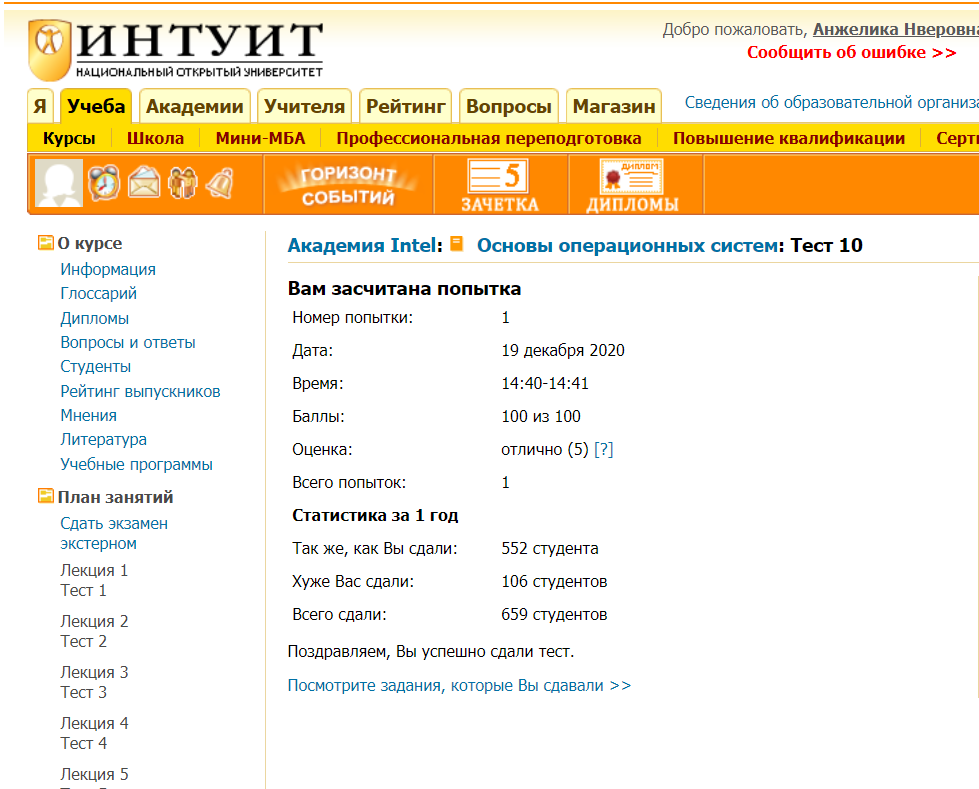 ИНТУИТ
НАЦИОНАЛЬНЫЙ ОТКРЫТЫЙ УНИВЕРСИТЕТ
Добро пожаловать, Анжелика Нверовна
Сообщить об ошибке >>
Я Учеба Академии Учителя Рейтинг Вопросы Магазин Сведения об образовательной организа
Курсы Школа Мини-МБА Профессиональная переподготовка Повышение квалификации Серти
ГОРИЗОНТ СОБЫТИЙ
5 ЗАЧЕТКА
ДИПЛОМ ДИПЛОМЫ
О курсе
Информация
Глоссарий
Дипломы
Вопросы и ответы
Студенты
Рейтинг выпускников
Мнения
Литература
Учебные программы
План занятий
Сдать экзамен
экстерном
Лекция 1
Тест 1
Лекция 2
Тест 2
Лекция 3
Тест 3
Лекция 4
Тест 4
Лекция 5
Академия Intel: Основы операционных систем: Тест 10
Вам засчитана попытка
Номер попытки: 1
Дата: 19 декабря 2020
Время: 14:40-14:41
Баллы: 100 из 100
Оценка: отлично (5) [?]
Всего попыток: 1
Статистика за 1 год
Так же, как Вы сдали: 552 студента
Хуже Вас сдали: 106 студентов
Всего сдали: 659 студентов
Поздравляем, Вы успешно сдали тест.
Посмотрите задания, которые Вы сдавали >>